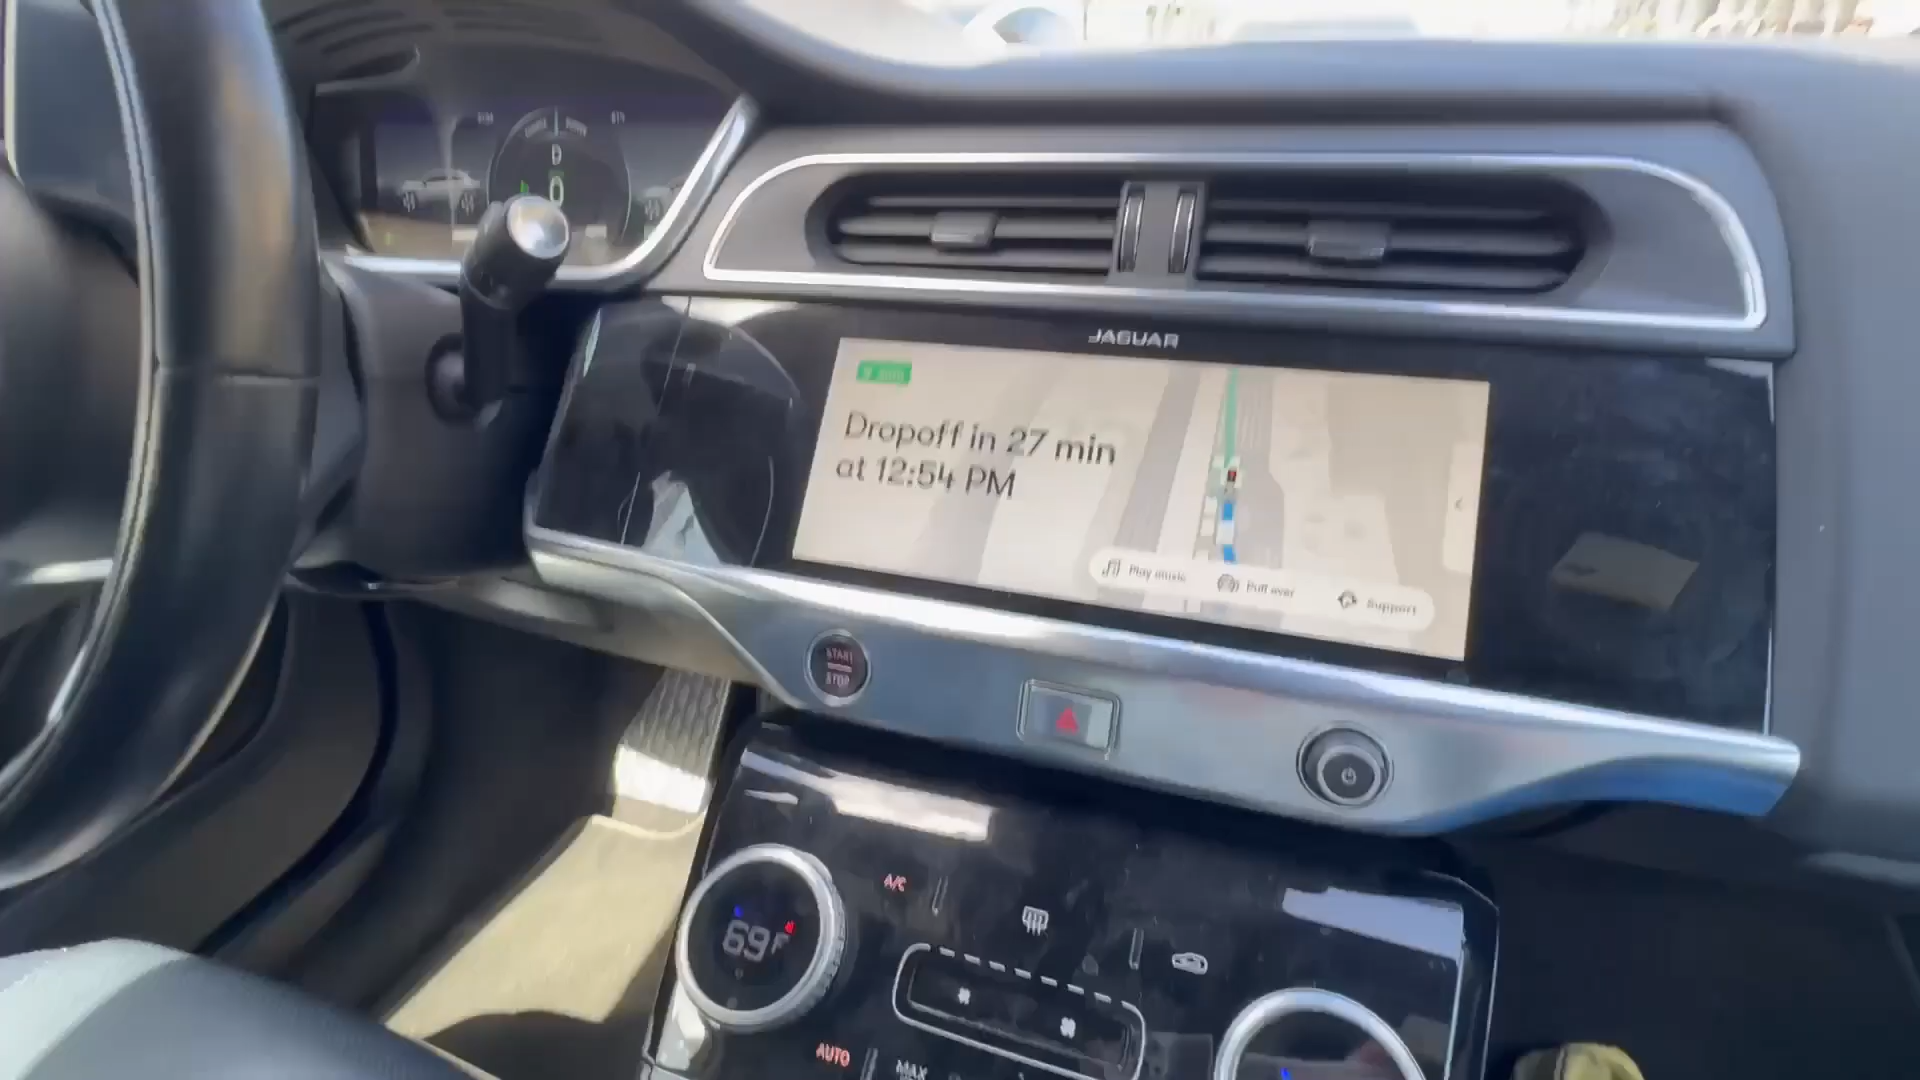 D
0
JAGUAR
Dropoff in 27 min
at 12:54 PM
Play music
Pull over
Support
START
STOP
A/C
69 F
AUTO
MAX